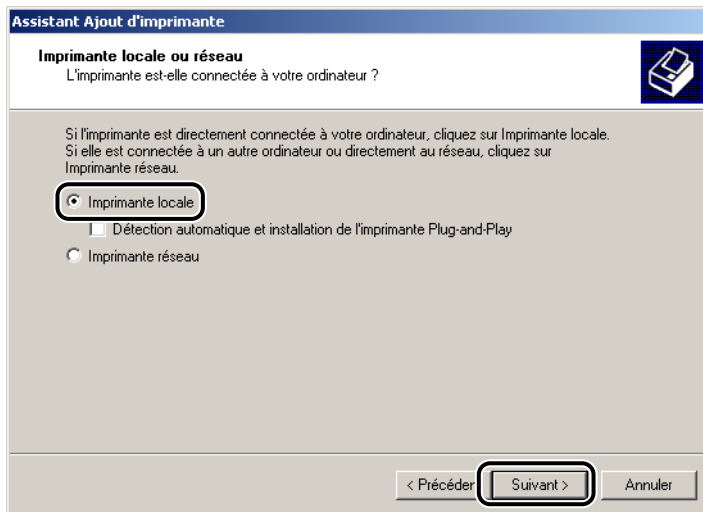 Assistant Ajout d'imprimante
Imprimante locale ou réseau
L'imprimante est-elle connectée à votre ordinateur ?
Si l'imprimante est directement connectée à votre ordinateur, cliquez sur Imprimante locale.
Si elle est connectée à un autre ordinateur ou directement au réseau, cliquez sur
Imprimante réseau.
Imprimante locale
Détection automatique et installation de l'imprimante Plug-and-Play
Imprimante réseau
< Précéder Suivant > Annuler